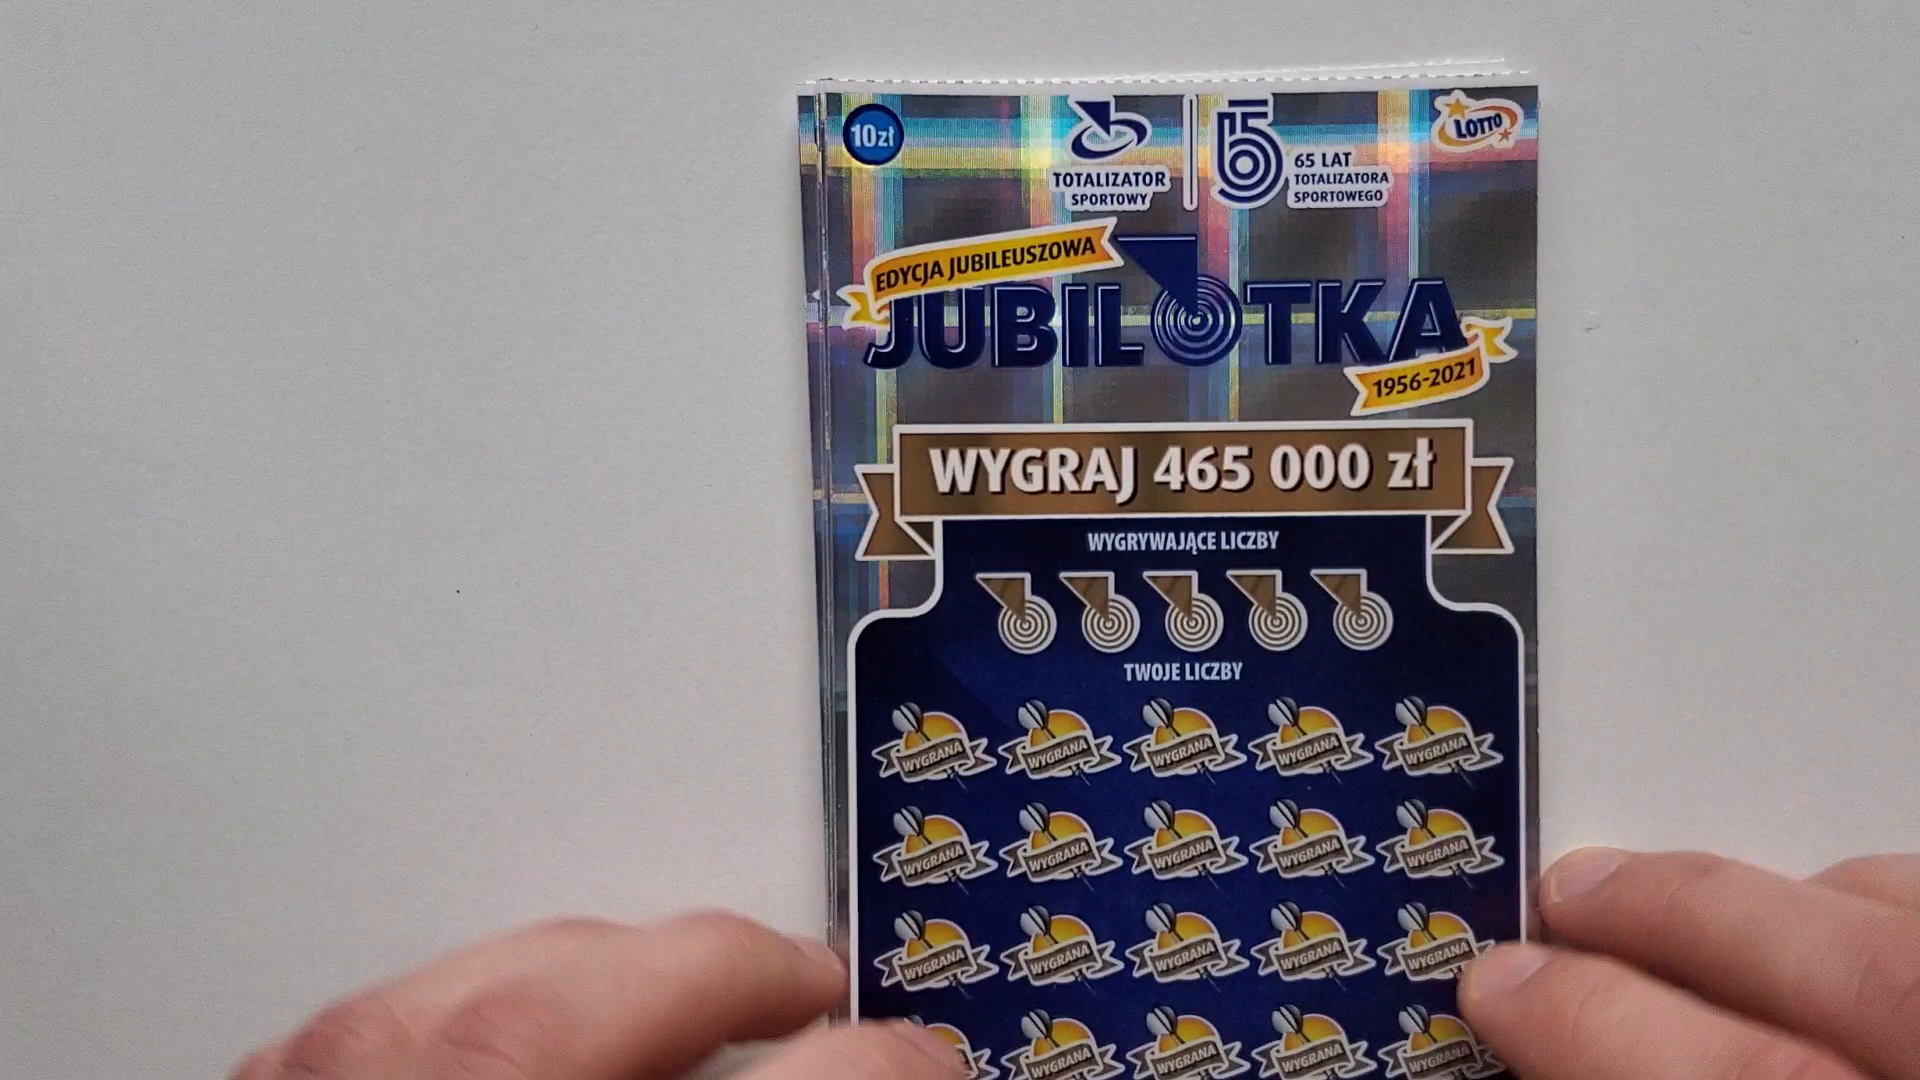 10zł
TOTALIZATOR
SPORTOWY
65
65 LAT
TOTALIZATORA
SPORTOWEGO
LOTTO
EDYCJA JUBILEUSZOWA
JUBILOTKA
1956-2021
WYGRAJ 465 000 zł
WYGRYWAJĄCE LICZBY
TWOJE LICZBY
WYGRANA WYGRANA WYGRANA WYGRANA WYGRANA
WYGRANA WYGRANA WYGRANA WYGRANA WYGRANA
WYGRANA WYGRANA WYGRANA WYGRANA WYGRANA
WYGRANA WYGRANA WYGRANA WYGRANA